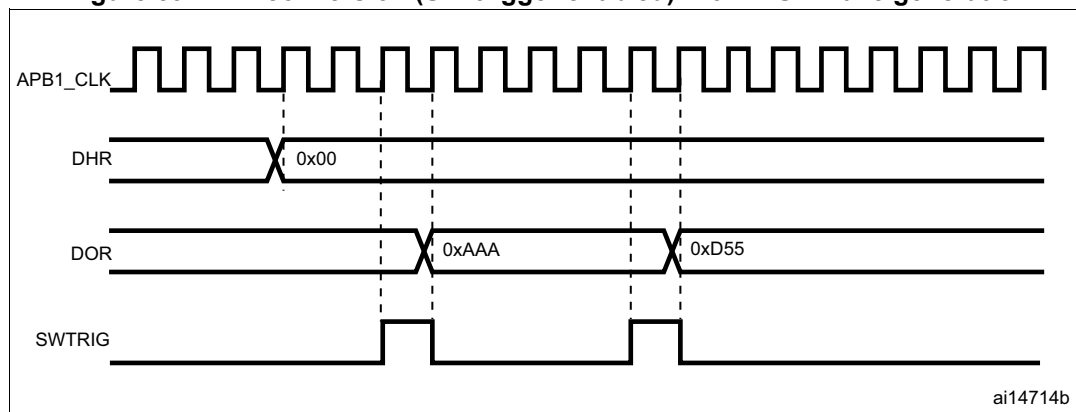 APB1_CLK
DHR
0x00
DOR
0xAAA
0xD55
SWTRIG
ai14714b